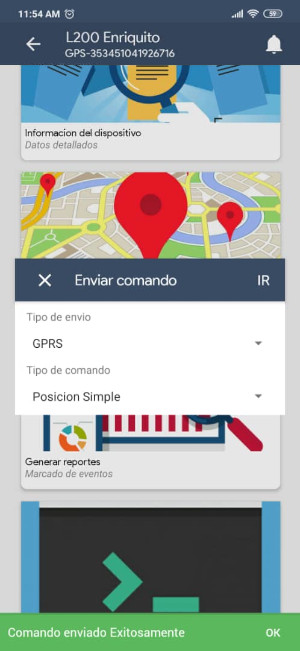 11:54 AM
59
L200 Enriquito
GPS-353451041926716
Informacion del dispositivo
Datos detallados
Enviar comando IR
Tipo de envio
GPRS
Tipo de comando
Posicion Simple
Generar reportes
Marcado de eventos
Comando enviado Exitosamente OK